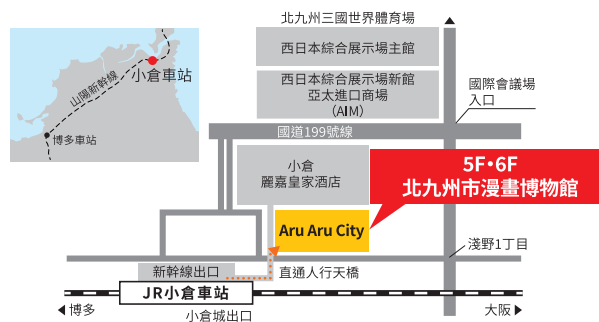 北九州三國世界體育場
西日本綜合展示場主館
小倉車站
山陽新幹線
博多車站
西日本綜合展示場新館
亞太進口商場
(AIM)
國際會議場
入口
國道199號線
小倉
麗嘉皇家酒店
5F•6F
北九州市漫畫博物館
Aru Aru City
淺野1丁目
新幹線出口
直通人行天橋
JR小倉車站
博多
小倉城出口
大阪